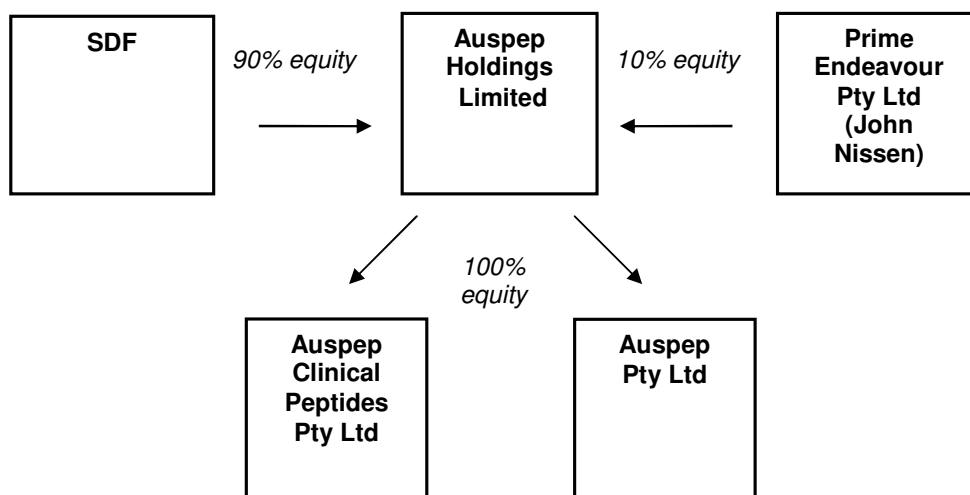 SDF
90% equity
Auspep
Holdings
Limited
10% equity
Prime
Endeavour
Pty Ltd
(John
Nissen)
100%
equity
Auspep
Clinical
Peptides
Pty Ltd
Auspep
Pty Ltd